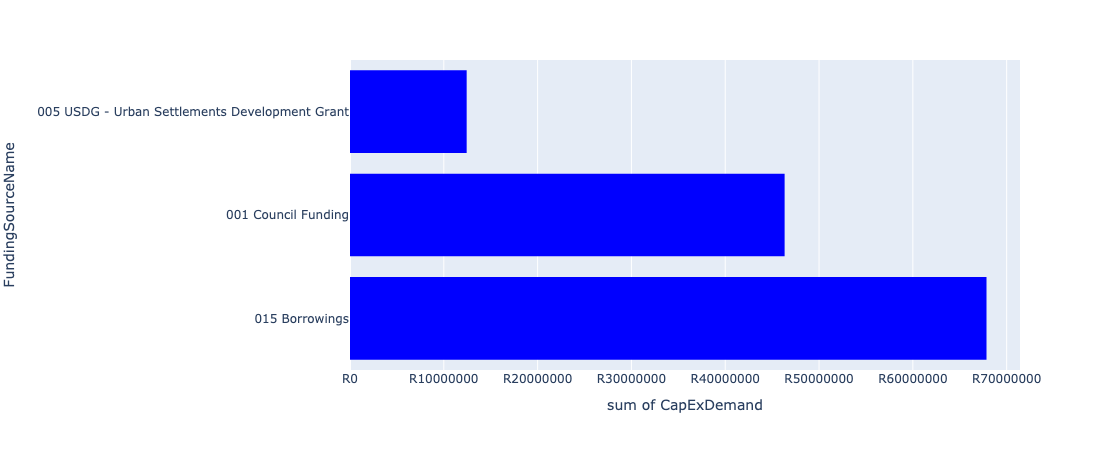 FundingSourceName
005 USDG - Urban Settlements Development Grant
001 Council Funding
015 Borrowings
R0 R10000000 R20000000 R30000000 R40000000 R50000000 R60000000 R70000000
sum of CapExDemand